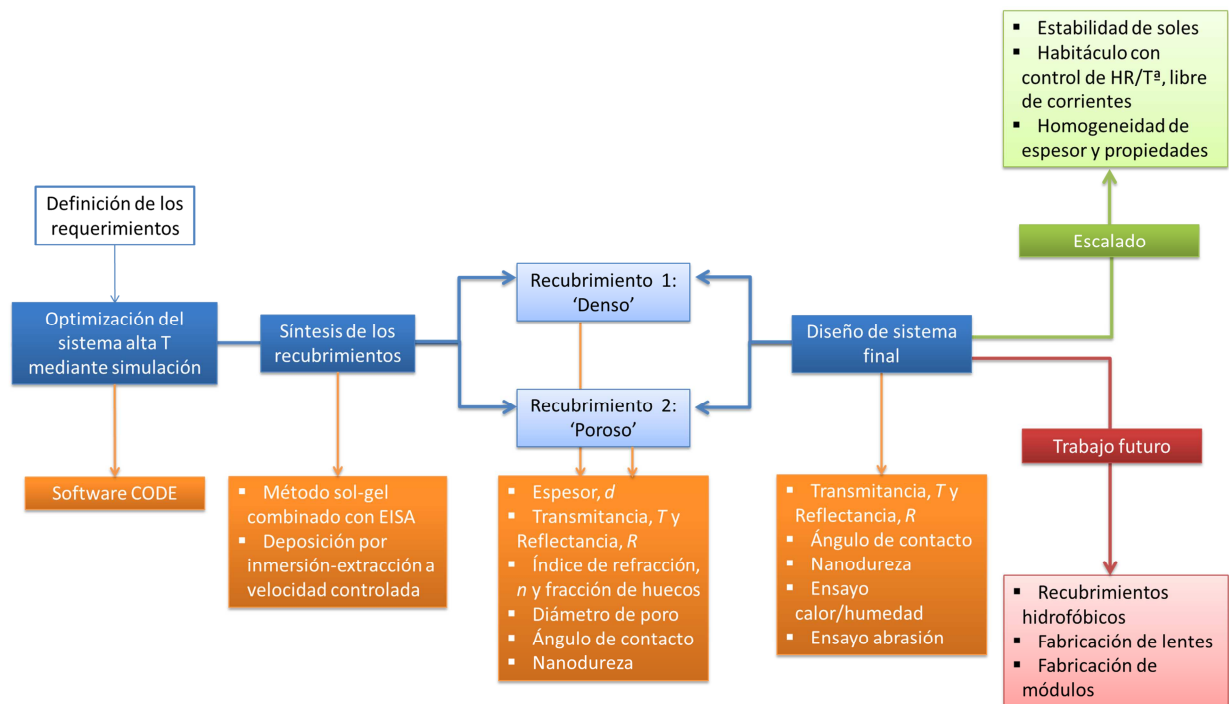 ▪ Estabilidad de soles
▪ Habitáculo con
control de HR/Tª, libre
de corrientes
▪ Homogeneidad de
espesor y propiedades
Definición de los
requerimientos
Escalado
Optimización del
sistema alta T
mediante simulación
Síntesis de los
recubrimientos
Recubrimiento 1:
‘Denso’
Recubrimiento 2:
‘Poroso’
Diseño de sistema
final
Trabajo futuro
Software CODE
▪ Método sol-gel
combinado con EISA
▪ Deposición por
inmersión-extracción a
velocidad controlada
▪ Espesor, d
▪ Transmitancia, T y
Reflectancia, R
▪ Índice de refracción,
n y fracción de huecos
▪ Diámetro de poro
▪ Ángulo de contacto
▪ Nanodureza
▪ Transmitancia, T y
Reflectancia, R
▪ Ángulo de contacto
▪ Nanodureza
▪ Ensayo
calor/humedad
▪ Ensayo abrasión
▪ Recubrimientos
hidrofóbicos
▪ Fabricación de lentes
▪ Fabricación de
módulos